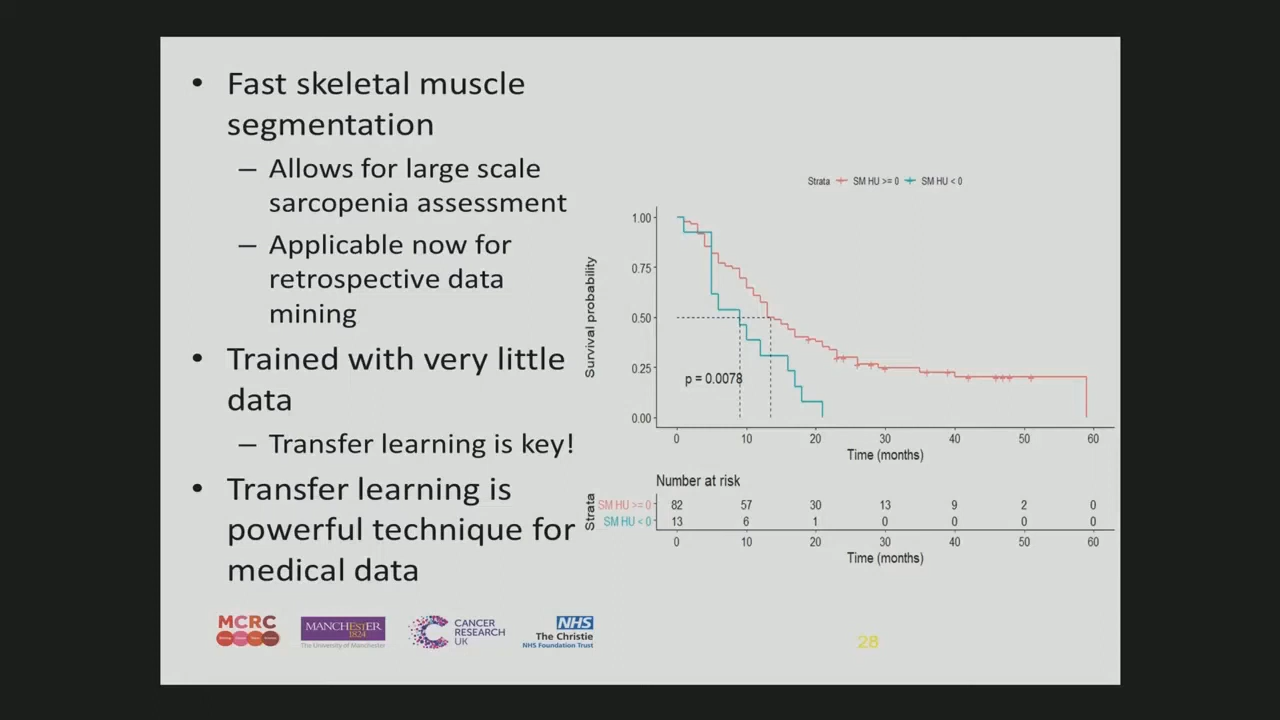 • Fast skeletal muscle
segmentation
– Allows for large scale
sarcopenia assessment
– Applicable now for
retrospective data
mining
• Trained with very little
data
– Transfer learning is key!
• Transfer learning is
powerful technique for
medical data
Strata SM HU >= 0 SM HU < 0
Survival probability
1.00
0.75
0.50
0.25
0.00
p = 0.0078
0 10 20 30 40 50 60
Time (months)
Number at risk
Strata
SM HU >= 0 82 57 30 13 9 2 0
SM HU < 0 13 6 1 0 0 0 0
0 10 20 30 40 50 60
Time (months)
MCRC
MANCHESTER
1824
The University of Manchester
CANCER
RESEARCH
UK
NHS
The Christie
NHS Foundation Trust
28